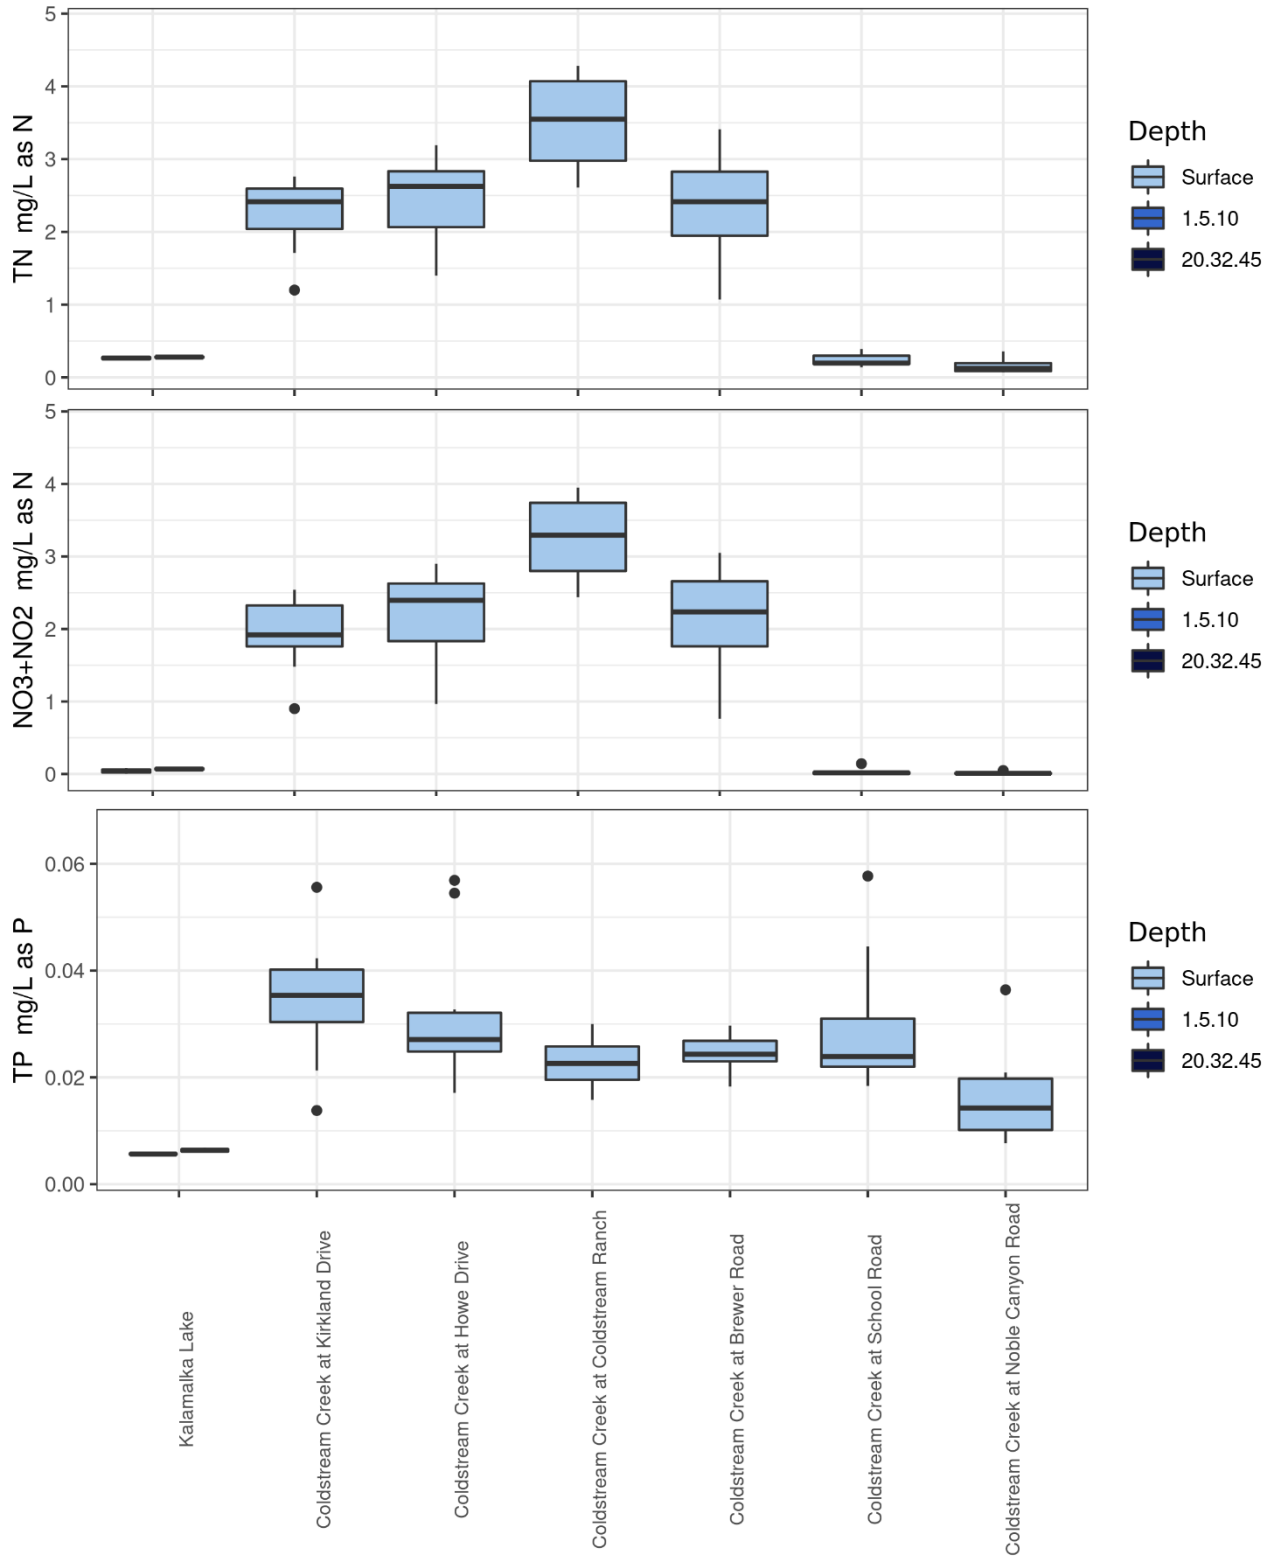 5
4
3
2
1
0
TN mg/L as N
Depth
Surface
1.5.10
20.32.45
5
4
3
2
1
0
NO3+NO2 mg/L as N
Depth
Surface
1.5.10
20.32.45
0.06
0.04
0.02
0.00
TP mg/L as P
Depth
Surface
1.5.10
20.32.45
Kalamalka Lake
Coldstream Creek at Kirkland Drive
Coldstream Creek at Howe Drive
Coldstream Creek at Coldstream Ranch
Coldstream Creek at Brewer Road
Coldstream Creek at School Road
Coldstream Creek at Noble Canyon Road